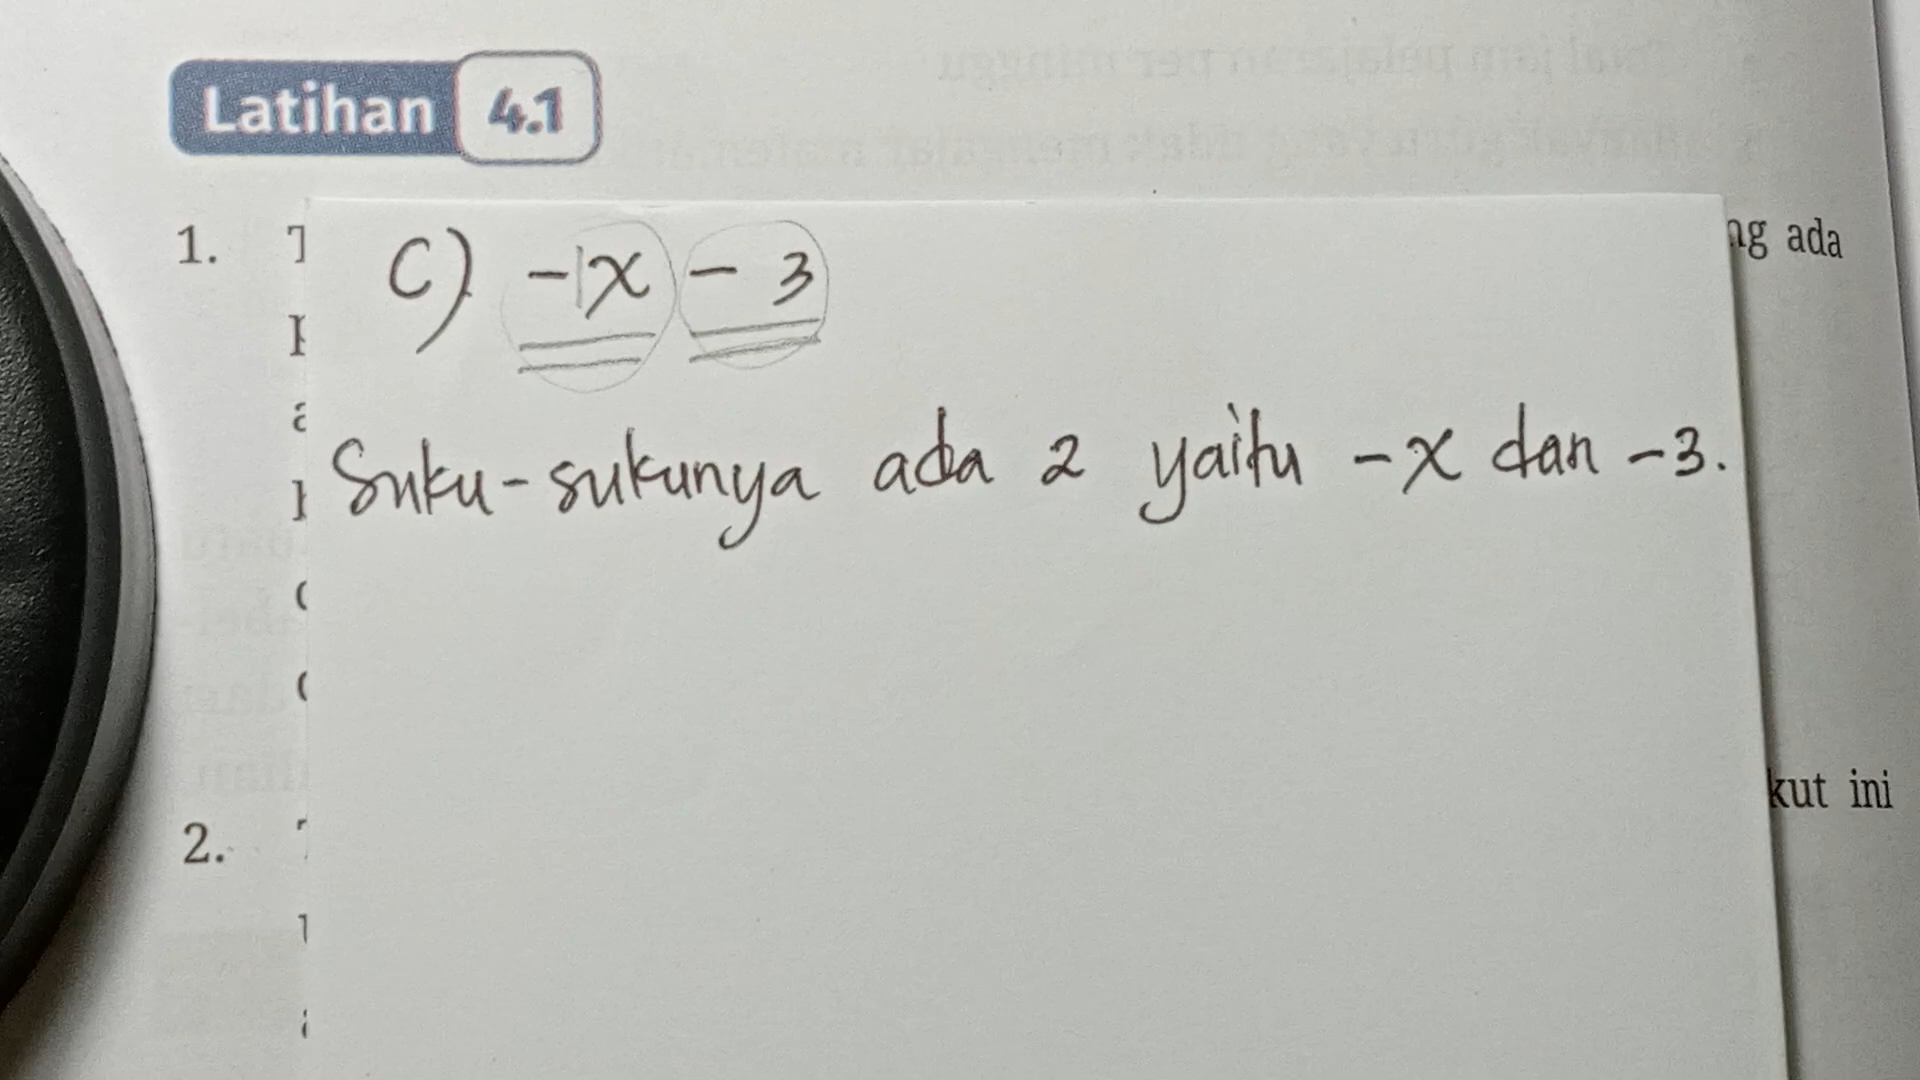 Latihan 4.1
1. ng ada
c) -1x - 3
Suku-sukunya ada 2 yaitu -x dan -3.
kut ini
2.